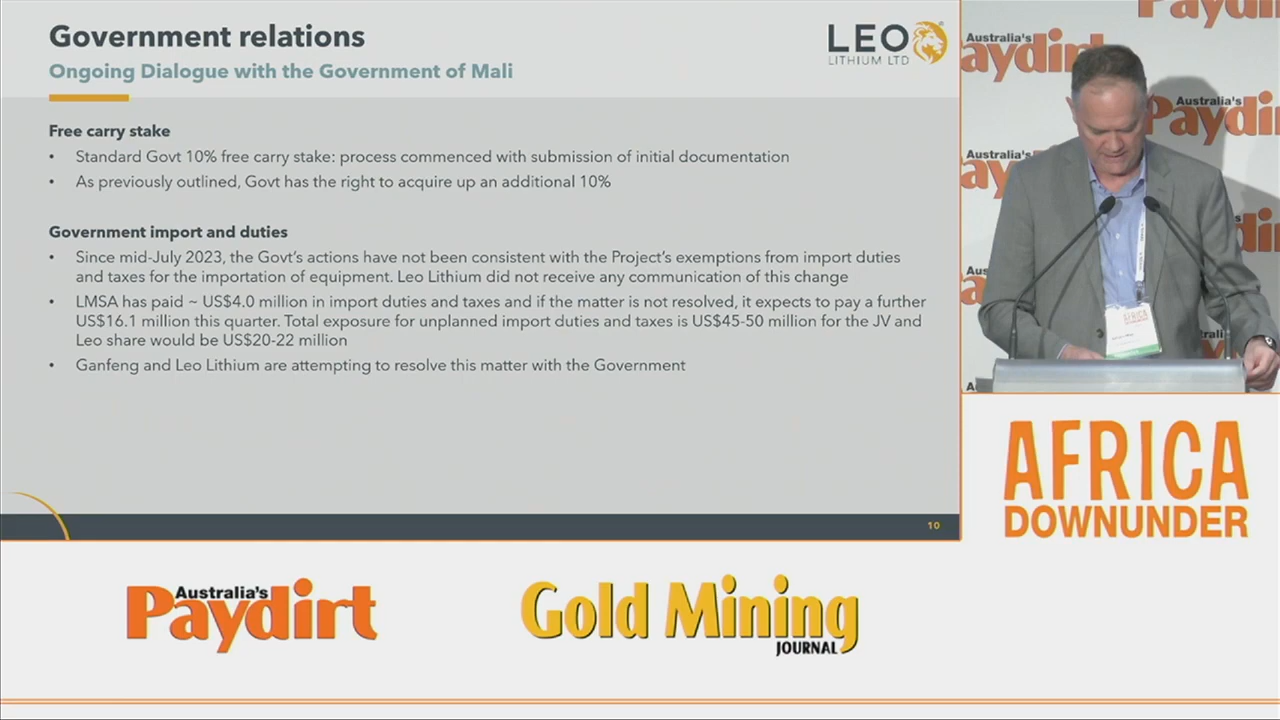 Government relations
Ongoing Dialogue with the Government of Mali
LEO
LITHIUM LTD
Free carry stake
• Standard Govt 10% free carry stake: process commenced with submission of initial documentation
• As previously outlined, Govt has the right to acquire up an additional 10%
Government import and duties
• Since mid-July 2023, the Govt's actions have not been consistent with the Project's exemptions from import duties
and taxes for the importation of equipment. Leo Lithium did not receive any communication of this change
• LMSA has paid ~ US$4.0 million in import duties and taxes and if the matter is not resolved, it expects to pay a further
US$16.1 million this quarter. Total exposure for unplanned import duties and taxes is US$45-50 million for the JV and
Leo share would be US$20-22 million
• Ganfeng and Leo Lithium are attempting to resolve this matter with the Government
10
Paydi
Australia's
aydi
Australia's
Paydi
Australia's
AFRICA
DOWNUNDER
AFRICA
DOWNUNDER
Australia's
Paydirt
Gold Mining
JOURNAL